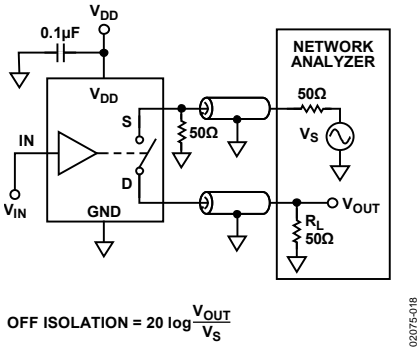 VDD
0.1µF
VDD
NETWORK
ANALYZER
50Ω
S
50Ω
VS
IN
D
VOUT
VIN
GND
RL
50Ω
OFF ISOLATION = 20 log VOUT/VS
02075-018